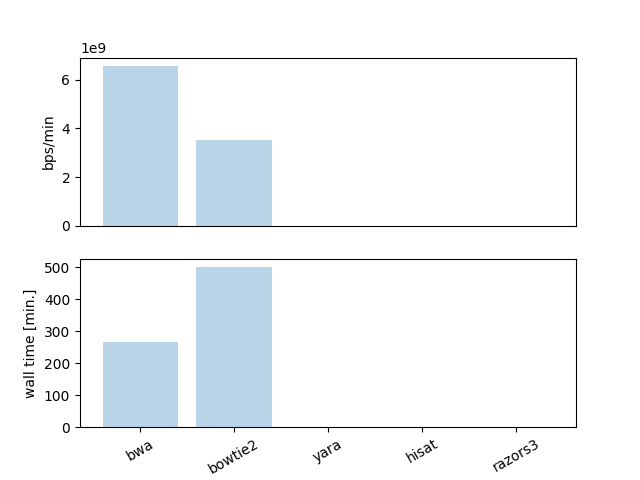 1e9
6
4
2
0
bps/min
500
400
300
200
100
0
wall time [min.]
bwa
bowtie2
yara
hisat
razors3